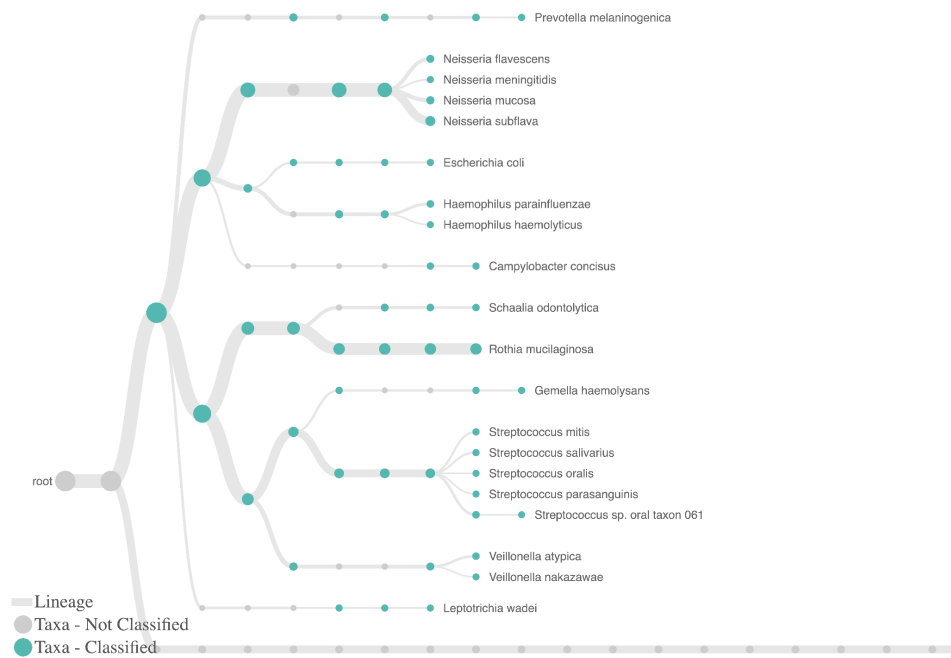 Prevotella melaninogenica
Neisseria flavescens
Neisseria meningitidis
Neisseria mucosa
Neisseria subflava
Escherichia coli
Haemophilus parainfluenzae
Haemophilus haemolyticus
Campylobacter concisus
Schaalia odontolytica
Rothia mucilaginosa
Gemella haemolysans
Streptococcus mitis
Streptococcus salivarius
Streptococcus oralis
root
Streptococcus parasanguinis
Streptococcus sp. oral taxon 061
Veillonella atypica
Veillonella nakazawae
Lineage
Leptotrichia wadei
Taxa - Not Classified
Taxa - Classified